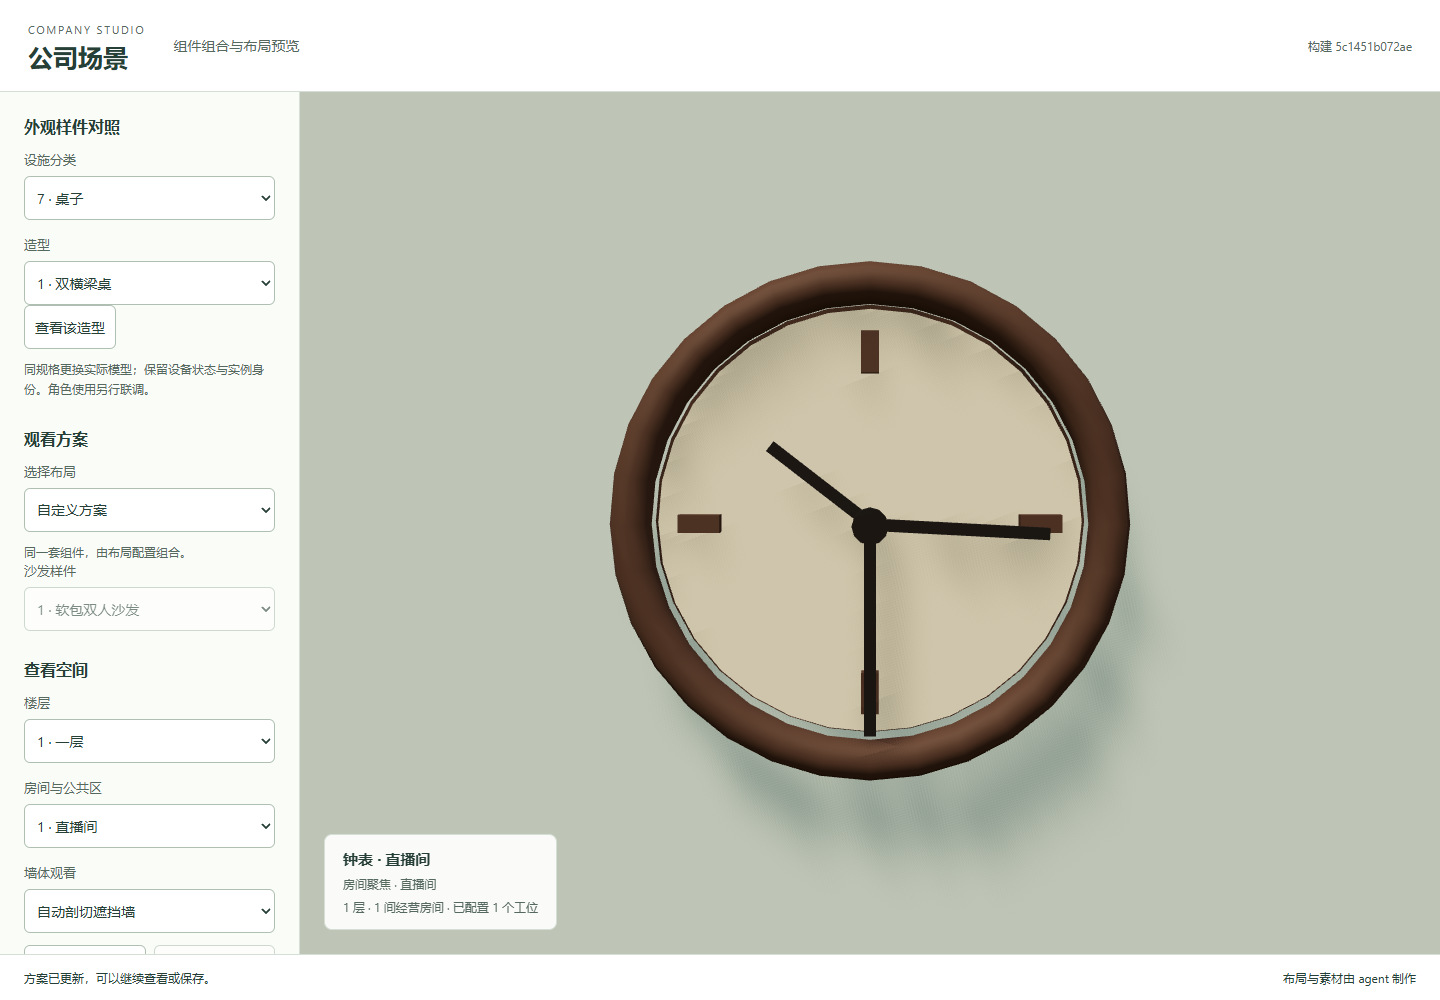 COMPANY STUDIO
公司场景
组件组合与布局预览
构建 5c1451b072ae
外观样件对照
设施分类
7 · 桌子
造型
1 · 双横梁桌
查看该造型
同规格更换实际模型；保留设备状态与实例身
份。角色使用另行联调。
观看方案
选择布局
自定义方案
同一套组件，由布局配置组合。
沙发样件
1 · 软包双人沙发
查看空间
楼层
1 · 一层
房间与公共区
1 · 直播间
墙体观看
自动剖切遮挡墙
钟表 · 直播间
房间聚焦 · 直播间
1 层 · 1 间经营房间 · 已配置 1 个工位
方案已更新，可以继续查看或保存。
布局与素材由 agent 制作